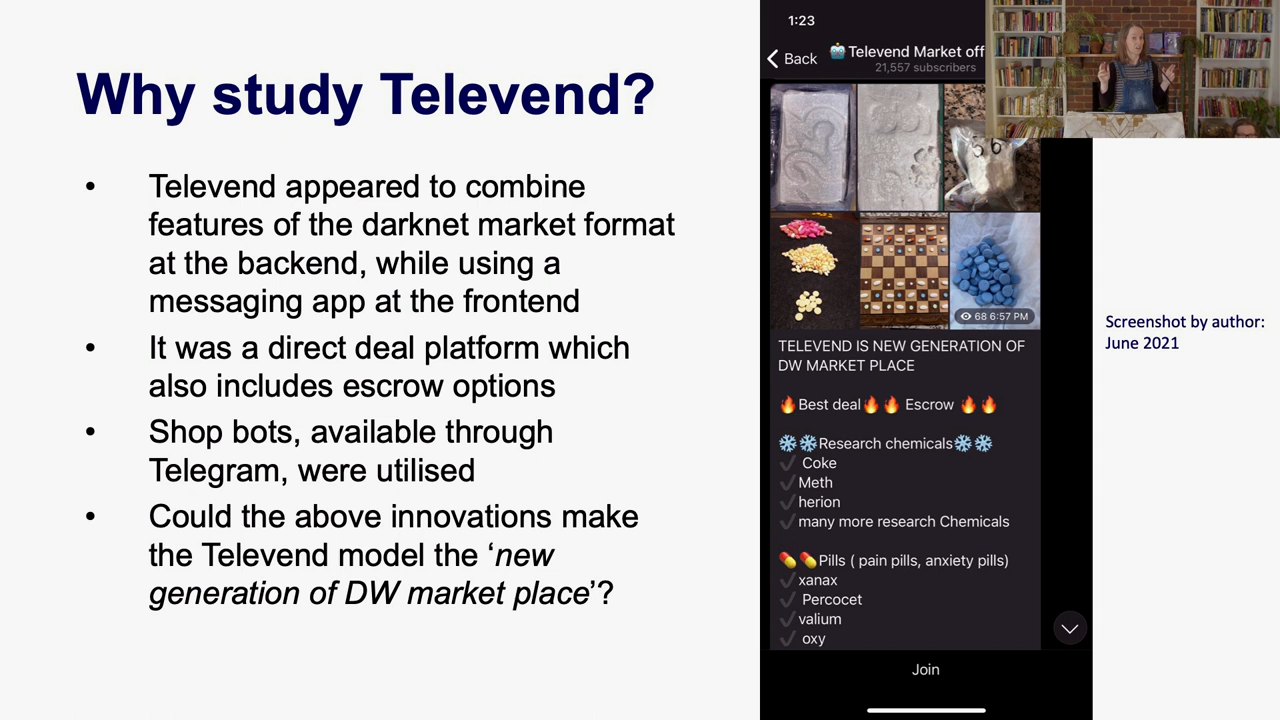 Why study Televend?
• Televend appeared to combine
features of the darknet market format
at the backend, while using a
messaging app at the frontend
• It was a direct deal platform which
also includes escrow options
• Shop bots, available through
Telegram, were utilised
• Could the above innovations make
the Televend model the ‘new
generation of DW market place’?
1:23
Back
Televend Market off
21,557 subscribers
68 6:57 PM
TELEVEND IS NEW GENERATION OF
DW MARKET PLACE
🔥Best deal🔥🔥 Escrow 🔥🔥
❄️❄️Research chemicals❄️❄️
✓ Coke
✓ Meth
✓ herion
✓ many more research Chemicals
💊💊Pills ( pain pills, anxiety pills)
✓ xanax
✓ Percocet
✓ valium
✓ oxy
Join
Screenshot by author:
June 2021